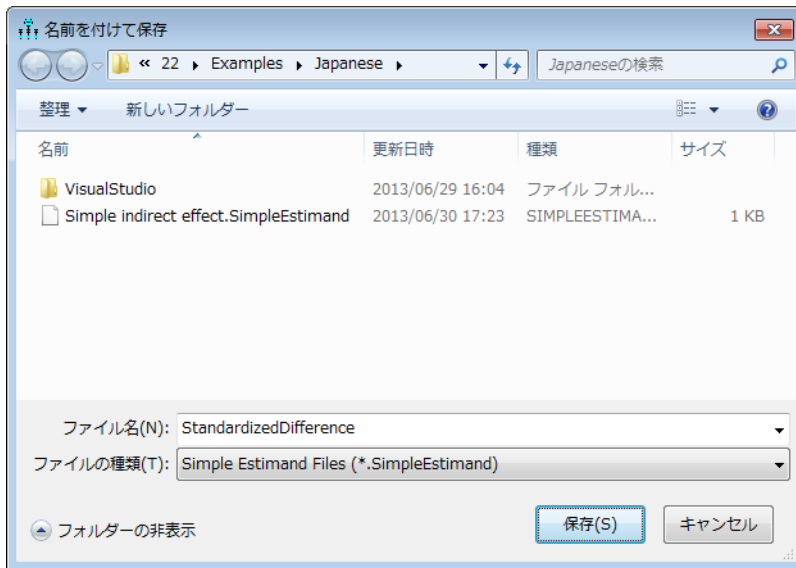 名前を付けて保存
« 22 ▸ Examples ▸ Japanese ▸ Japaneseの検索
整理 ▼ 新しいフォルダー
名前 更新日時 種類 サイズ
VisualStudio 2013/06/29 16:04 ファイル フォル...
Simple indirect effect.SimpleEstimand 2013/06/30 17:23 SIMPLEESTIMA... 1 KB
ファイル名(N): StandardizedDifference
ファイルの種類(T): Simple Estimand Files (*.SimpleEstimand)
フォルダーの非表示 保存(S) キャンセル